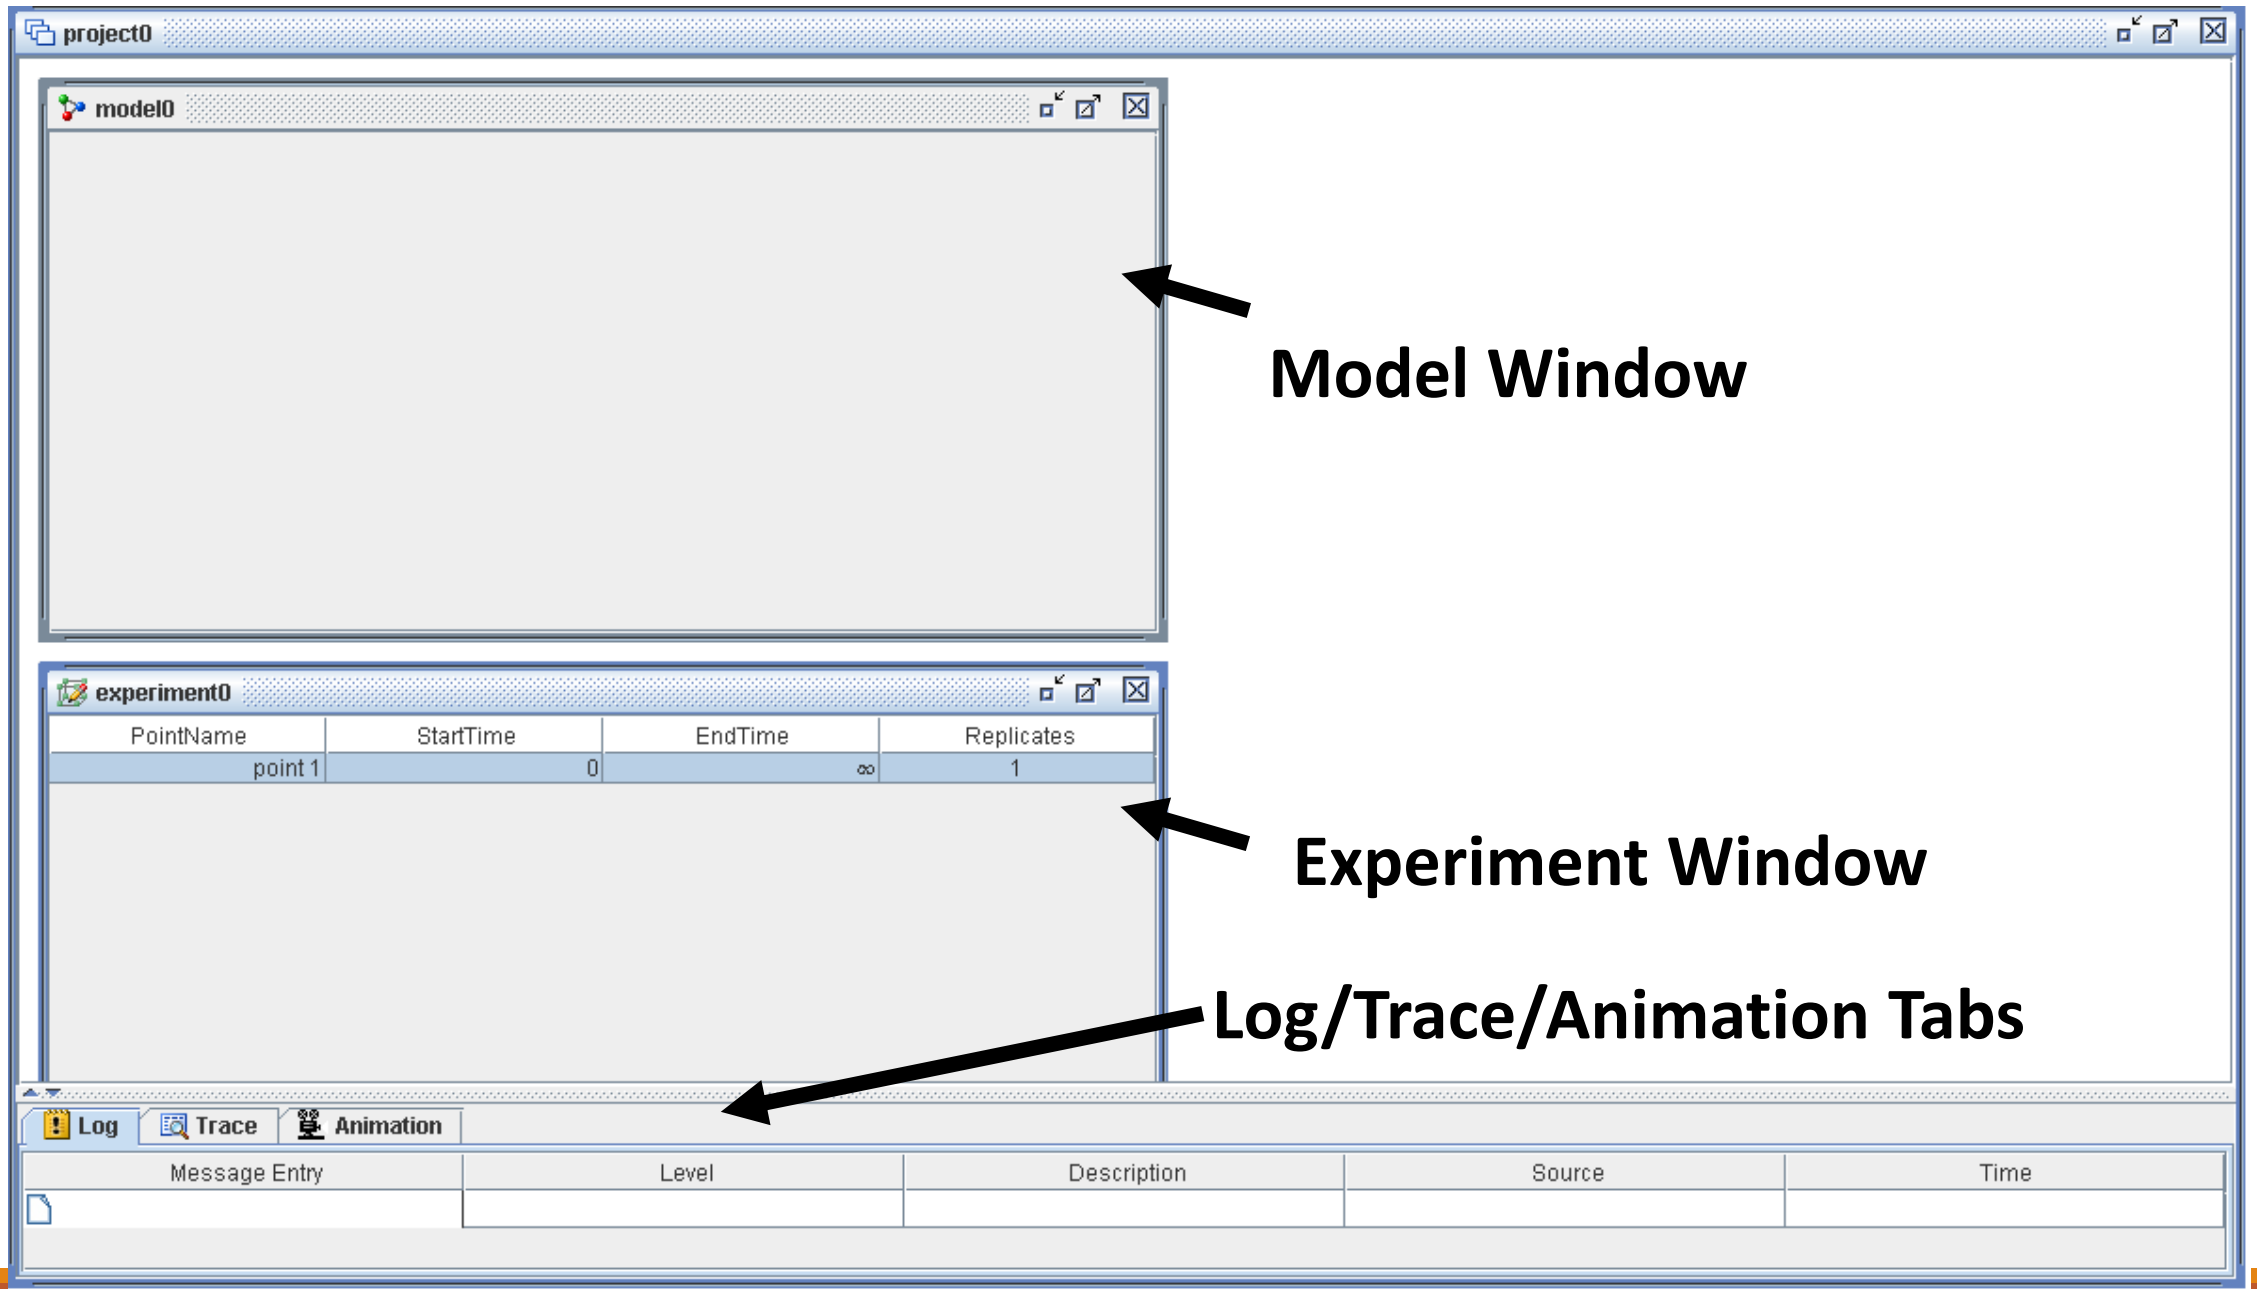 project0
model0
Model Window
experiment0
PointName StartTime EndTime Replicates
point 1 0 ∞ 1
Experiment Window
Log/Trace/Animation Tabs
Log Trace Animation
Message Entry Level Description Source Time